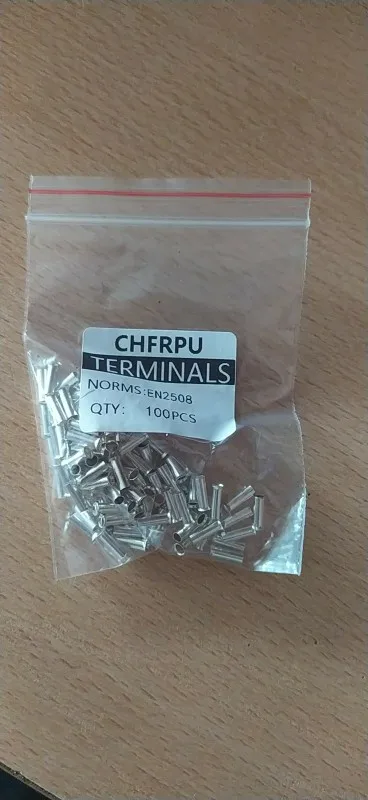 CHFRPU
TERMINALS
NORMS:EN2508
QTY: 100PCS